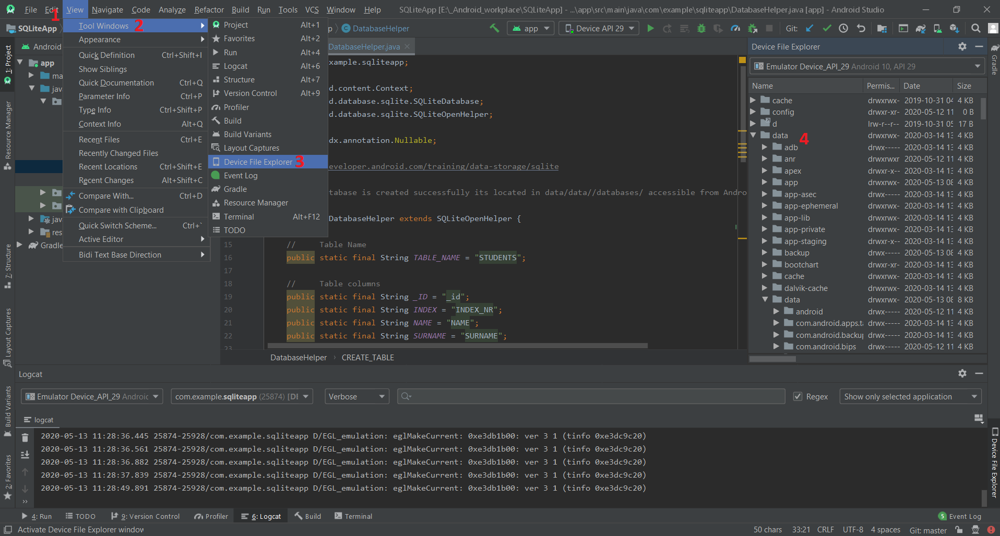 File Edit View Navigate Code Analyze Refactor Build Run Tools VCS Window Help SQLiteApp [E:\_Android_workplace\SQLiteApp] - ...\app\src\main\java\com\example\sqliteapp\DatabaseHelper.java [app] - Android Studio
1
SQLiteApp
DatabaseHelper
app
Device API 29
Git:
Tool Windows 2
Appearance
Quick Definition Ctrl+Shift+I
Show Siblings
Quick Documentation Ctrl+Q
Parameter Info Ctrl+P
Type Info Ctrl+Shift+P
Context Info Alt+Q
Recent Files Ctrl+E
Recently Changed Files
Recent Locations Ctrl+Shift+E
Recent Changes Alt+Shift+C
Compare With... Ctrl+D
Compare with Clipboard
Quick Switch Scheme... Ctrl+`
Active Editor
Bidi Text Base Direction
Project Alt+1
Favorites Alt+2
Run Alt+4
Logcat Alt+6
Structure Alt+7
Version Control Alt+9
Profiler
Build
Build Variants
Layout Captures
Device File Explorer 3
Event Log
Gradle
Resource Manager
Terminal Alt+F12
TODO
1: Project
Resource Manager
7: Structure
Layout Captures
Build Variants
2: Favorites
Android
app
ma
jav
jav
res
Gradle
DatabaseHelper.java
xample.sqliteapp;
d.content.Context;
d.database.sqlite.SQLiteDatabase;
d.database.sqlite.SQLiteOpenHelper;
dx.annotation.Nullable;
eveloper.android.com/training/data-storage/sqlite
tabase is created successfully its located in data/data//databases/ accessible from Andro
DatabaseHelper extends SQLiteOpenHelper {
15 // Table Name
16 public static final String TABLE_NAME = "STUDENTS";
17
18 // Table columns
19 public static final String _ID = "_id";
20 public static final String INDEX = "INDEX_NR";
21 public static final String NAME = "NAME";
22 public static final String SURNAME = "SURNAME";
23
DatabaseHelper › CREATE_TABLE
Device File Explorer
Emulator Device_API_29 Android 10, API 29
Name Permis... Date Size
cache drwxrwx- 2019-10-31 04 4 KB
config drwxr-xr- 2020-05-12 11 0 B
d lrw-r--r-- 2019-10-31 05 17 B
data 4 drwxrwx- 2020-03-14 13 4 KB
adb drwx----- 2020-03-14 13 4 KB
anr drwxrwxr 2020-05-12 11 4 KB
apex drwxr-x-- 2020-03-14 13 4 KB
app drwxrwx- 2020-05-13 08 4 KB
app-asec drwx----- 2020-03-14 13 4 KB
app-ephemeral drwxrwx- 2020-03-14 13 4 KB
app-lib drwxrwx- 2020-03-14 13 4 KB
app-private drwxrwx- 2020-03-14 13 4 KB
app-staging drwxr-x-- 2020-03-14 13 4 KB
backup drwx----- 2020-05-13 08 4 KB
bootchart drwxr-xr- 2020-03-14 13 4 KB
cache drwxrwx- 2020-03-14 13 4 KB
dalvik-cache drwxrwx- 2020-03-14 13 4 KB
data drwxrwx- 2020-05-13 08 8 KB
android drwx----- 2020-05-12 11 4 KB
com.android.apps.t drwx----- 2020-03-14 13 4 KB
com.android.backup drwx----- 2020-03-14 13 4 KB
com.android.bips drwx----- 2020-05-12 11 4 KB
Gradle
Device File Explorer
Logcat
Emulator Device_API_29 Androic
com.example.sqliteapp (25874) [DE
Verbose
Regex
Show only selected application
logcat
2020-05-13 11:28:36.445 25874-25928/com.example.sqliteapp D/EGL_emulation: eglMakeCurrent: 0xe3db1b00: ver 3 1 (tinfo 0xe3dc9c20)
2020-05-13 11:28:36.561 25874-25928/com.example.sqliteapp D/EGL_emulation: eglMakeCurrent: 0xe3db1b00: ver 3 1 (tinfo 0xe3dc9c20)
2020-05-13 11:28:36.882 25874-25928/com.example.sqliteapp D/EGL_emulation: eglMakeCurrent: 0xe3db1b00: ver 3 1 (tinfo 0xe3dc9c20)
2020-05-13 11:28:37.839 25874-25928/com.example.sqliteapp D/EGL_emulation: eglMakeCurrent: 0xe3db1b00: ver 3 1 (tinfo 0xe3dc9c20)
2020-05-13 11:28:49.891 25874-25928/com.example.sqliteapp D/EGL_emulation: eglMakeCurrent: 0xe3db1b00: ver 3 1 (tinfo 0xe3dc9c20)
4: Run TODO 9: Version Control Profiler 6: Logcat Build Terminal 5 Event Log
Activate Device File Explorer window 50 chars 33:21 CRLF UTF-8 4 spaces Git: master